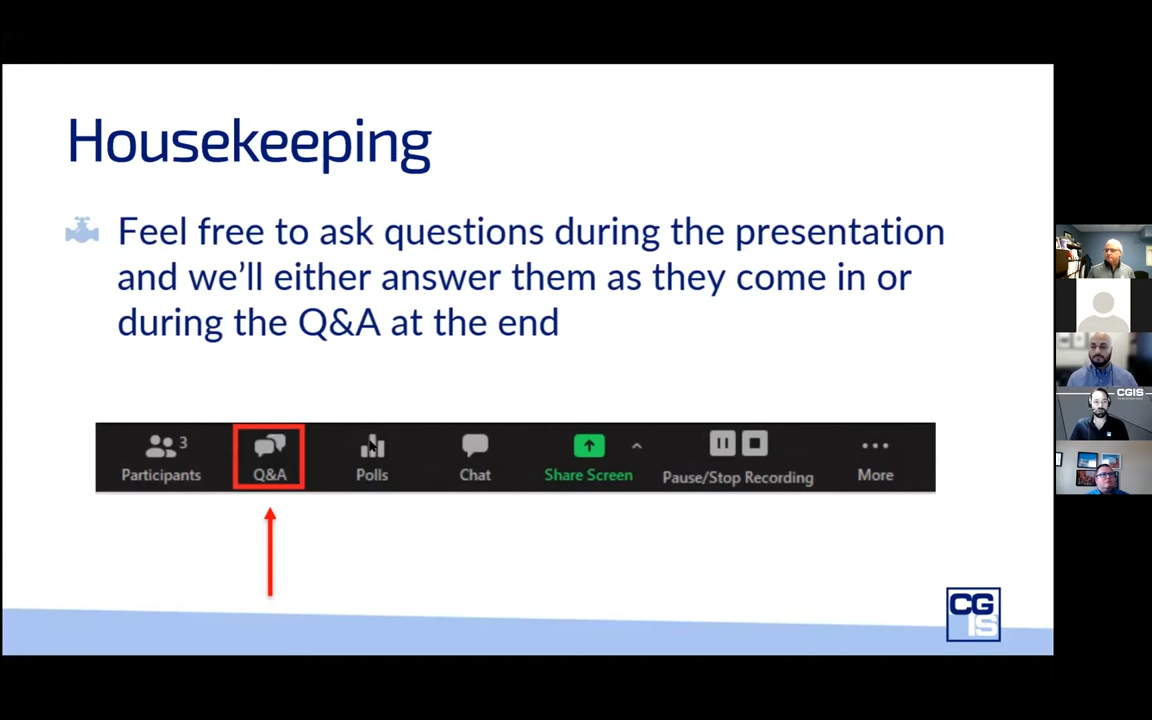 Housekeeping
Feel free to ask questions during the presentation
and we’ll either answer them as they come in or
during the Q&A at the end
3
Participants
Q&A
Polls
Chat
Share Screen
Pause/Stop Recording
More
CGIS
CG
IS